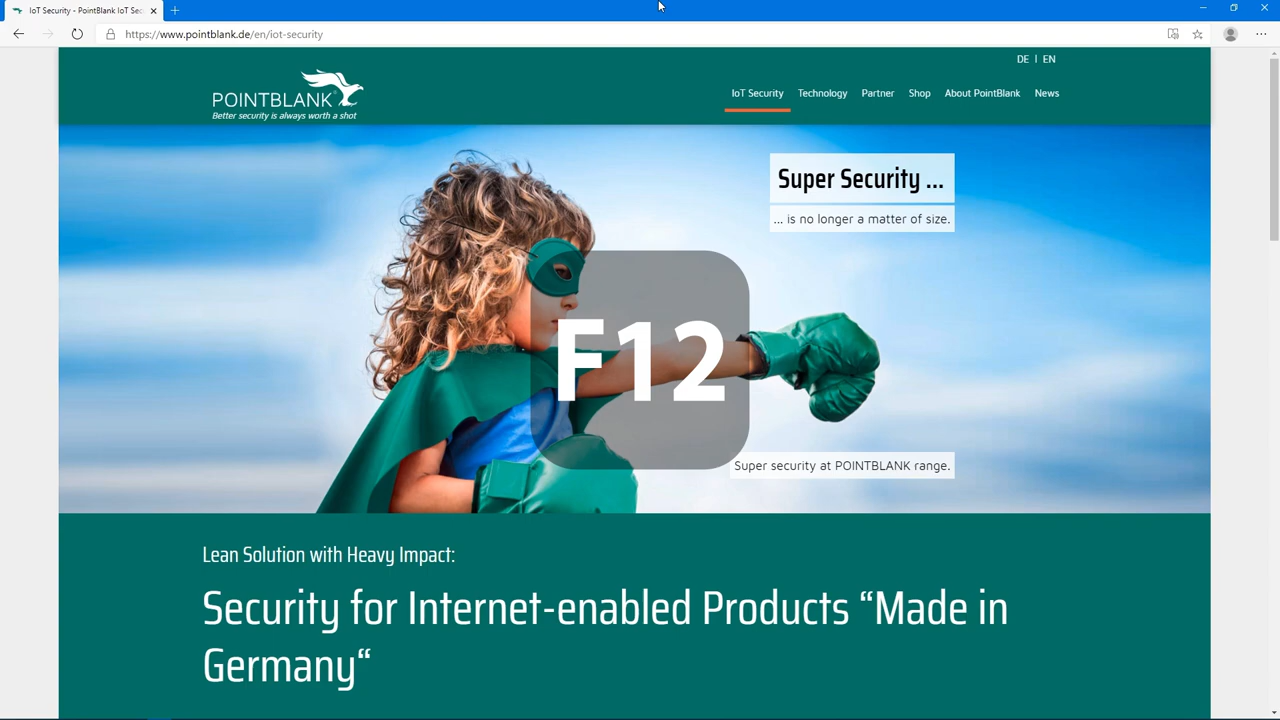 IoT Security - PointBlank IoT Sec
https://www.pointblank.de/en/iot-security
DE | EN
POINTBLANK®
Better security is always worth a shot
IoT Security Technology Partner Shop About PointBlank News
Super Security ...
... is no longer a matter of size.
F12
Super security at POINTBLANK range.
Lean Solution with Heavy Impact:
Security for Internet-enabled Products “Made in
Germany“